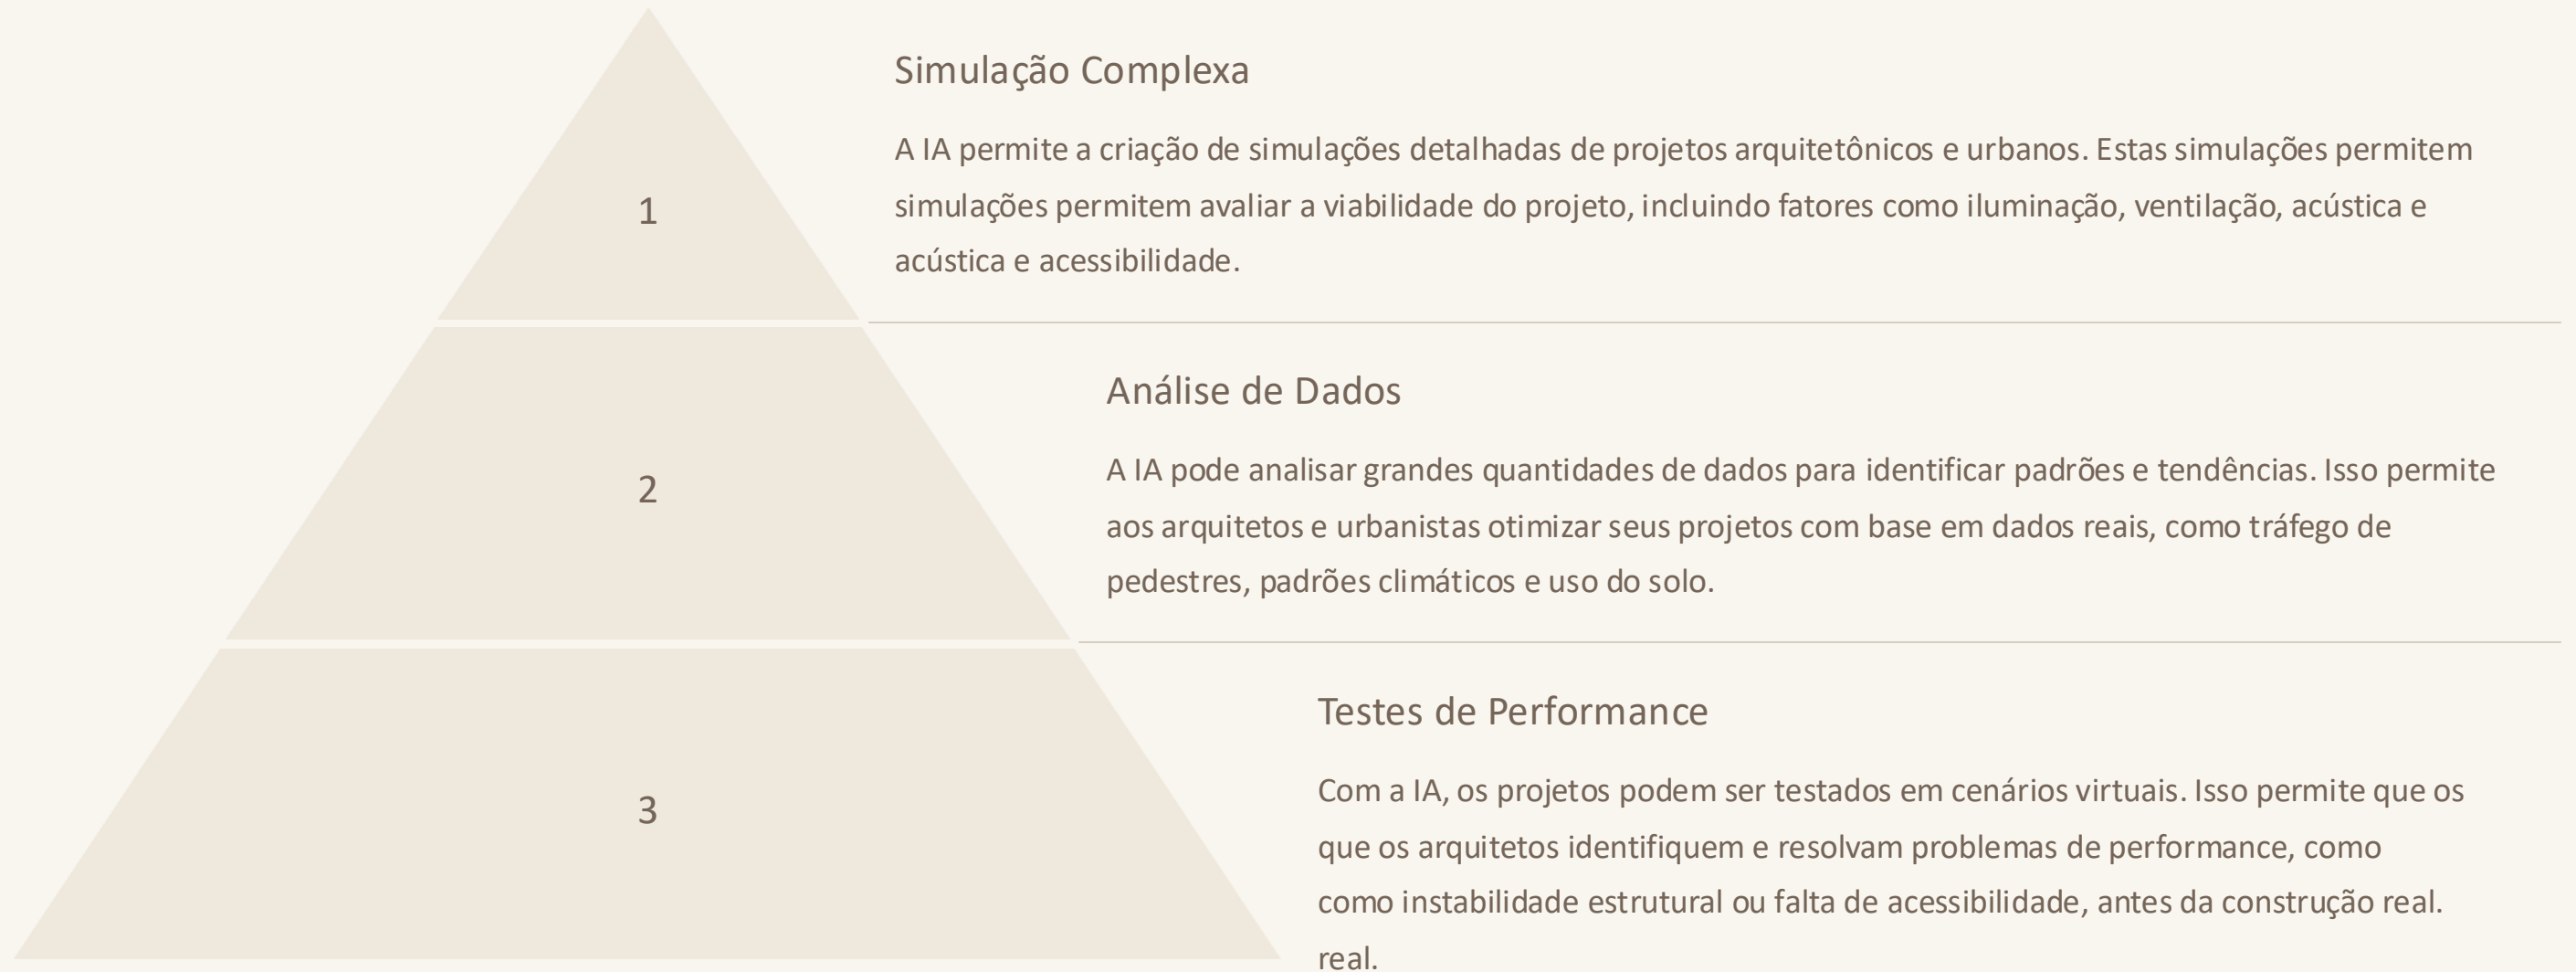 Simulação Complexa
A IA permite a criação de simulações detalhadas de projetos arquitetônicos e urbanos. Estas simulações permitem
simulações permitem avaliar a viabilidade do projeto, incluindo fatores como iluminação, ventilação, acústica e
acústica e acessibilidade.
1
Análise de Dados
A IA pode analisar grandes quantidades de dados para identificar padrões e tendências. Isso permite
aos arquitetos e urbanistas otimizar seus projetos com base em dados reais, como tráfego de
pedestres, padrões climáticos e uso do solo.
2
Testes de Performance
Com a IA, os projetos podem ser testados em cenários virtuais. Isso permite que os
que os arquitetos identifiquem e resolvam problemas de performance, como
como instabilidade estrutural ou falta de acessibilidade, antes da construção real.
real.
3